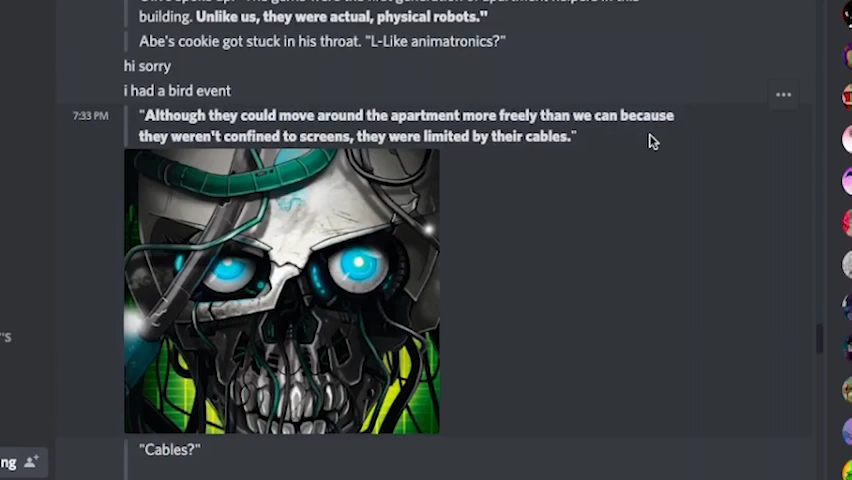 building. Unlike us, they were actual, physical robots."
Abe's cookie got stuck in his throat. "L-Like animatronics?"
hi sorry
i had a bird event
7:33 PM
"Although they could move around the apartment more freely than we can because
they weren't confined to screens, they were limited by their cables."
'S
"Cables?"
ng